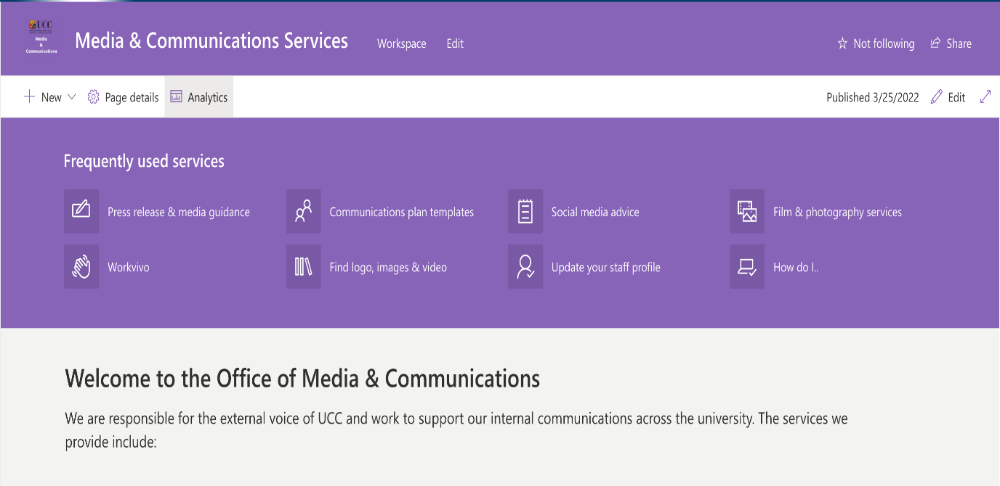 UCC
Media
&
Communications
Media & Communications Services
Workspace
Edit
Not following
Share
New
Page details
Analytics
Published 3/25/2022
Edit
Frequently used services
Press release & media guidance
Communications plan templates
Social media advice
Film & photography services
Workvivo
Find logo, images & video
Update your staff profile
How do I..
Welcome to the Office of Media & Communications
We are responsible for the external voice of UCC and work to support our internal communications across the university. The services we
provide include: